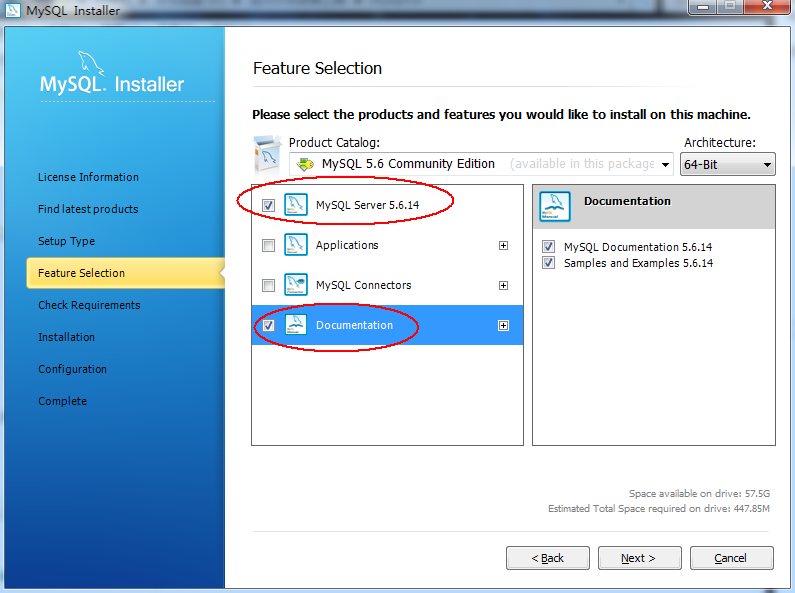 MySQL Installer
MySQL Installer
License Information
Find latest products
Setup Type
Feature Selection
Check Requirements
Installation
Configuration
Complete
Feature Selection
Please select the products and features you would like to install on this machine.
Product Catalog:
MySQL 5.6 Community Edition (available in this package
Architecture:
64-Bit
MySQL Server 5.6.14
Applications
MySQL Connectors
Documentation
Documentation
MySQL Documentation 5.6.14
Samples and Examples 5.6.14
Space available on drive: 57.5G
Estimated Total Space required on drive: 447.85M
< Back
Next >
Cancel